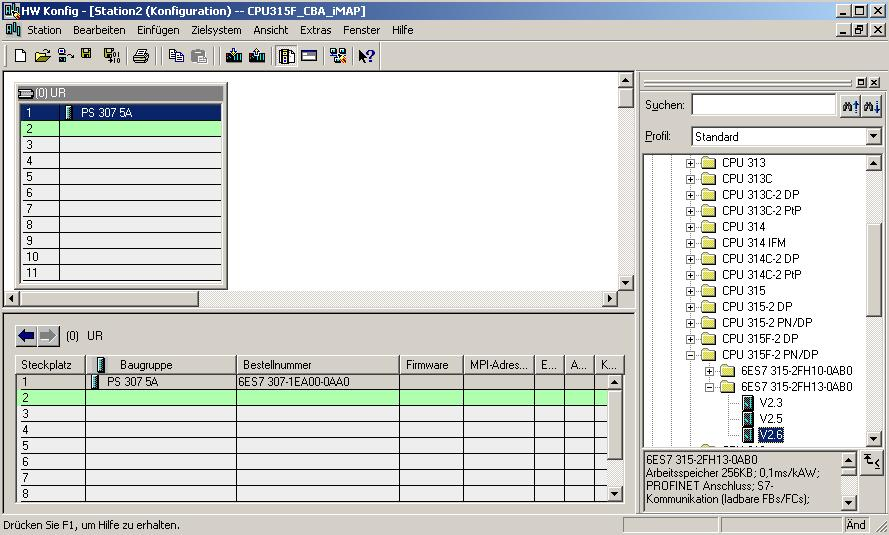 HW Konfig - [Station2 (Konfiguration) -- CPU315F_CBA_iMAP]
Station Bearbeiten Einfügen Zielsystem Ansicht Extras Fenster Hilfe
(0) UR
1 PS 307 5A
2
3
4
5
6
7
8
9
10
11
Suchen:
Profil: Standard
CPU 313
CPU 313C
CPU 313C-2 DP
CPU 313C-2 PtP
CPU 314
CPU 314 IFM
CPU 314C-2 DP
CPU 314C-2 PtP
CPU 315
CPU 315-2 DP
CPU 315-2 PN/DP
CPU 315F-2 DP
CPU 315F-2 PN/DP
6ES7 315-2FH10-0AB0
6ES7 315-2FH13-0AB0
V2.3
V2.5
V2.6
(0) UR
Steckplatz Baugruppe Bestellnummer Firmware MPI-Adres... E... A... K...
1 PS 307 5A 6ES7 307-1EA00-0AA0
2
3
4
5
6
7
8
6ES7 315-2FH13-0AB0
Arbeitsspeicher 256KB; 0,1ms/kAW;
PROFINET Anschluss; S7-
Kommunikation (ladbare FBs/FCs);
Drücken Sie F1, um Hilfe zu erhalten.
Änd